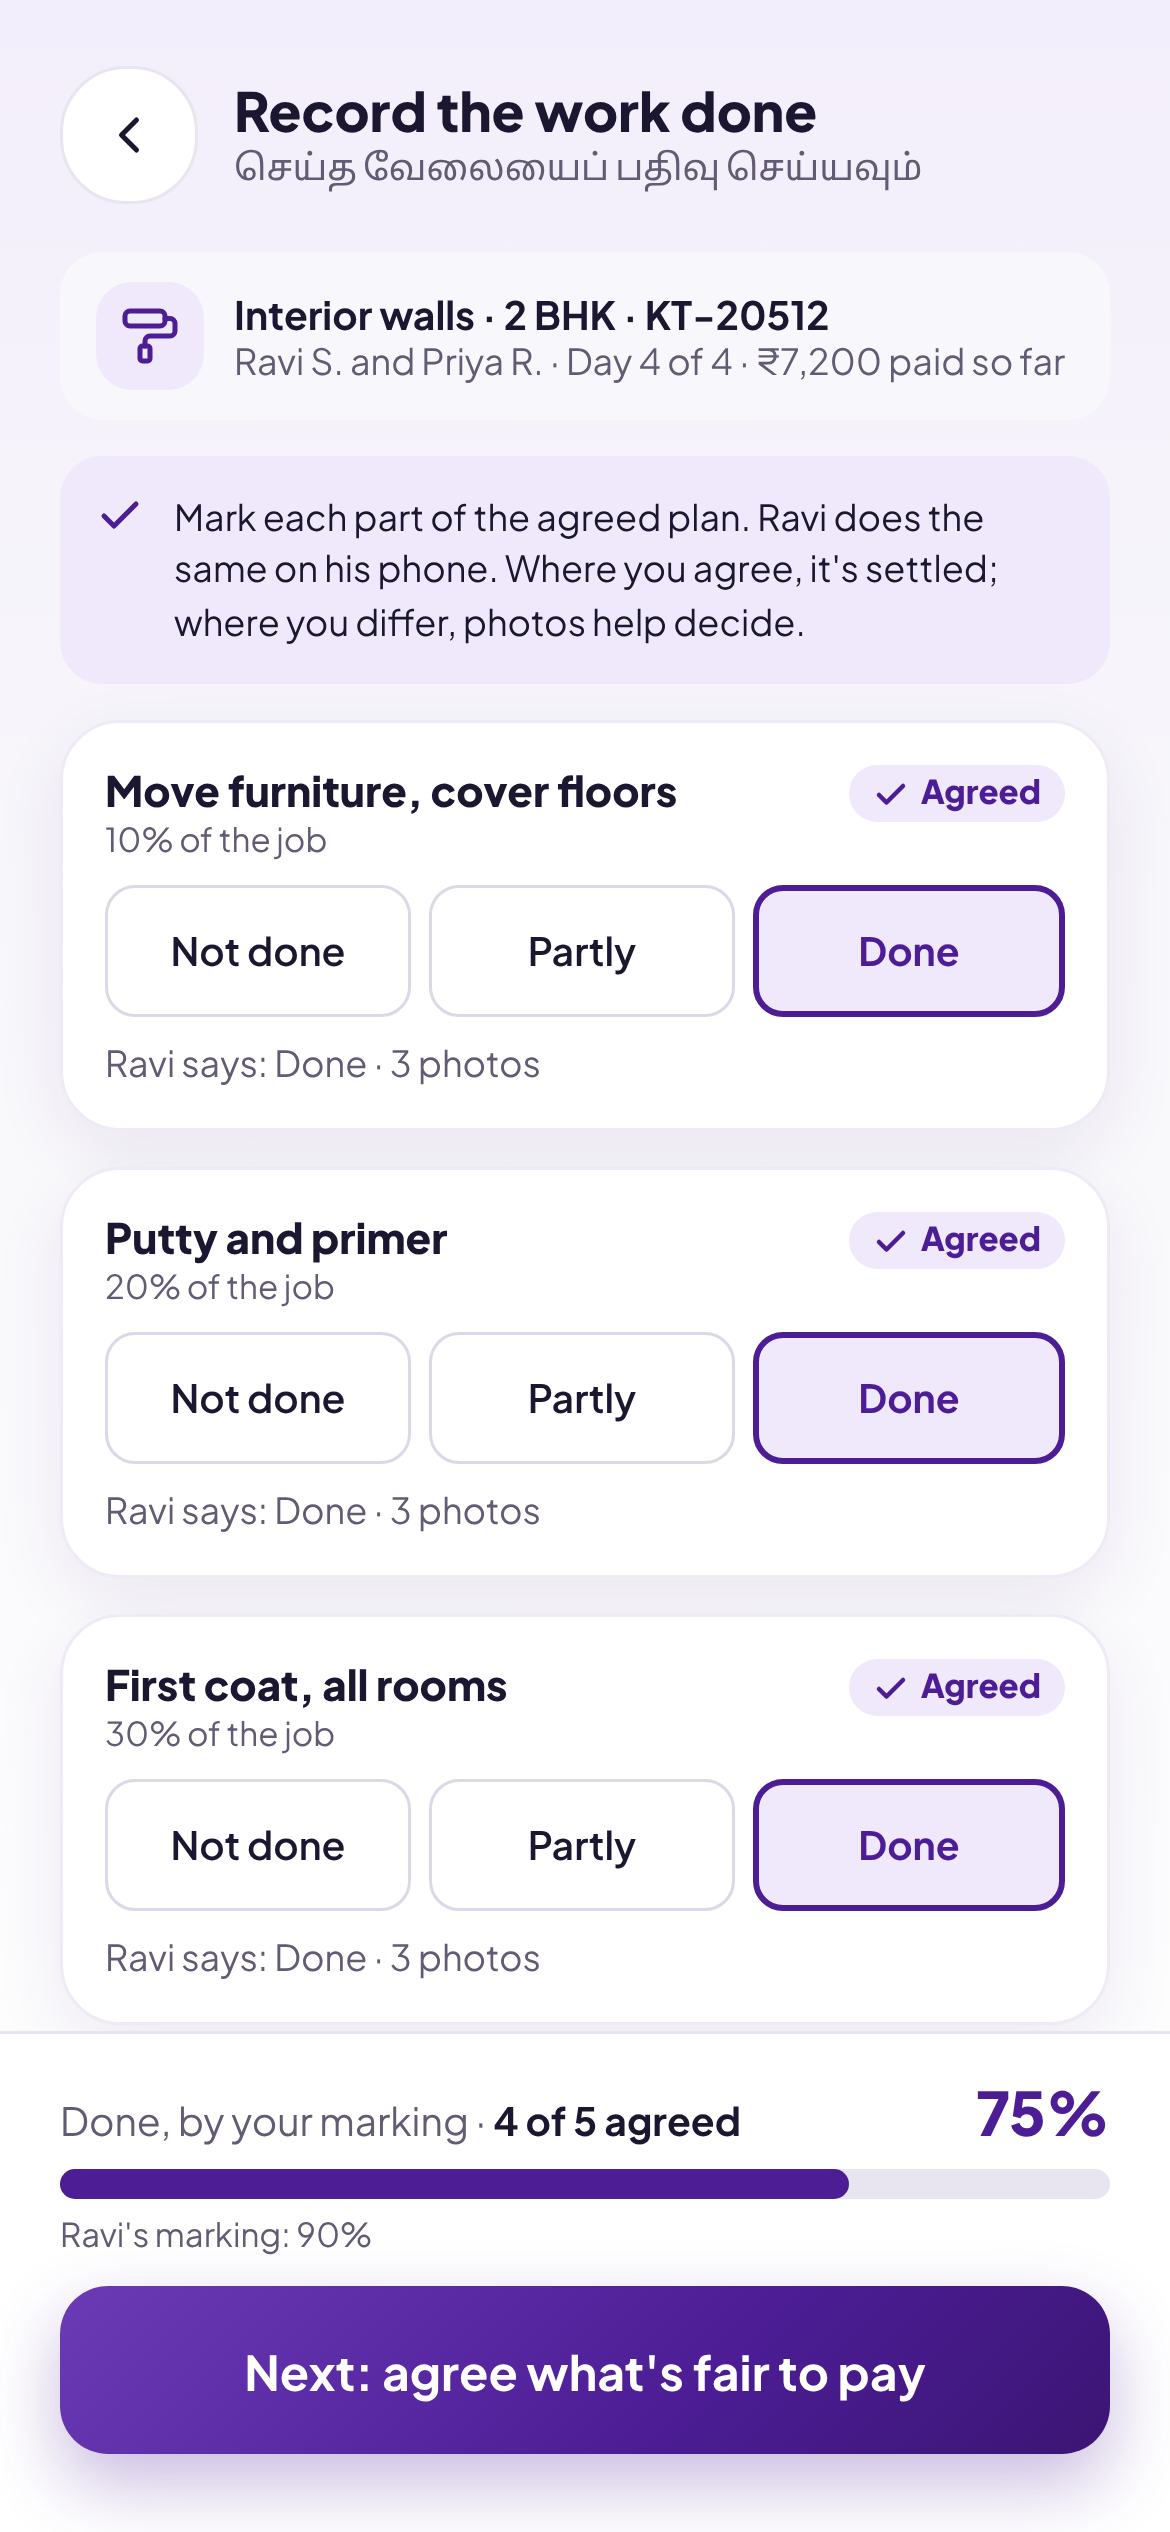 Record the work done
செய்த வேலையைப் பதிவு செய்யவும்
Interior walls · 2 BHK · KT-20512
Ravi S. and Priya R. · Day 4 of 4 · ₹7,200 paid so far
Mark each part of the agreed plan. Ravi does the
same on his phone. Where you agree, it's settled;
where you differ, photos help decide.
Move furniture, cover floors
Agreed
10% of the job
Not done
Partly
Done
Ravi says: Done · 3 photos
Putty and primer
Agreed
20% of the job
Not done
Partly
Done
Ravi says: Done · 3 photos
First coat, all rooms
Agreed
30% of the job
Not done
Partly
Done
Ravi says: Done · 3 photos
Done, by your marking · 4 of 5 agreed
75%
Ravi's marking: 90%
Next: agree what's fair to pay